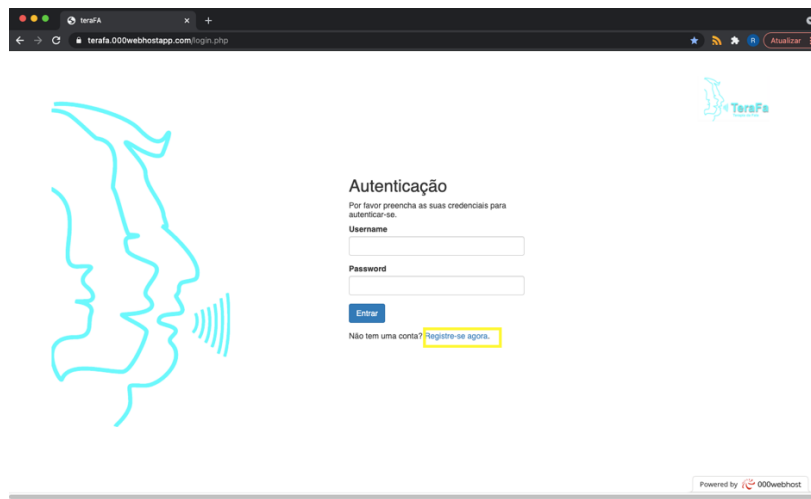 teraFA
terafa.000webhostapp.com/login.php
R
Atualizar
TeraFa
Autenticação
Por favor preencha as suas credenciais para
autenticar-se.
Username
Password
Entrar
Não tem uma conta? Registre-se agora.
Powered by 000webhost